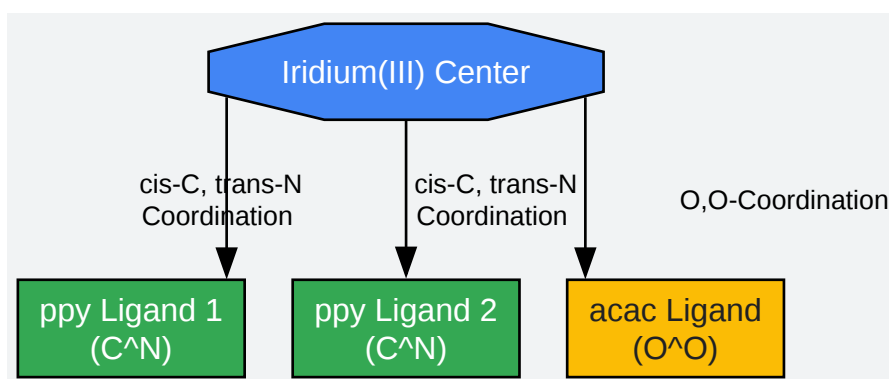 Iridium(III) Center
cis-C, trans-N
Coordination
cis-C, trans-N
Coordination
O,O-Coordination
ppy Ligand 1
(C^N)
ppy Ligand 2
(C^N)
acac Ligand
(O^O)